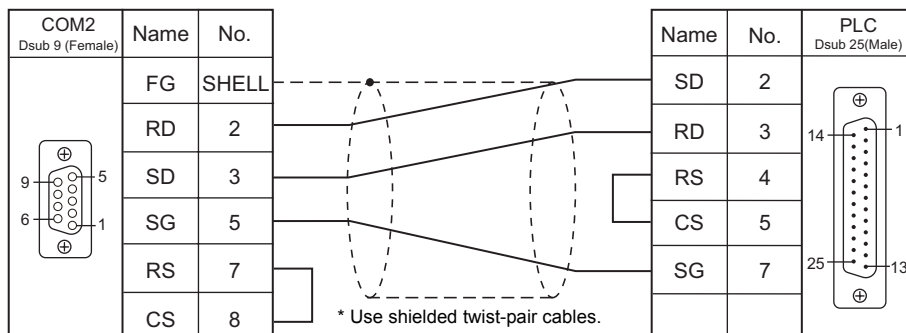 COM2
Dsub 9 (Female)
Name
No.
FG
SHELL
RD
2
SD
3
SG
5
RS
7
CS
8
9
5
6
1
* Use shielded twist-pair cables.
Name
No.
PLC
Dsub 25(Male)
SD
2
RD
3
RS
4
CS
5
SG
7
14
1
25
13